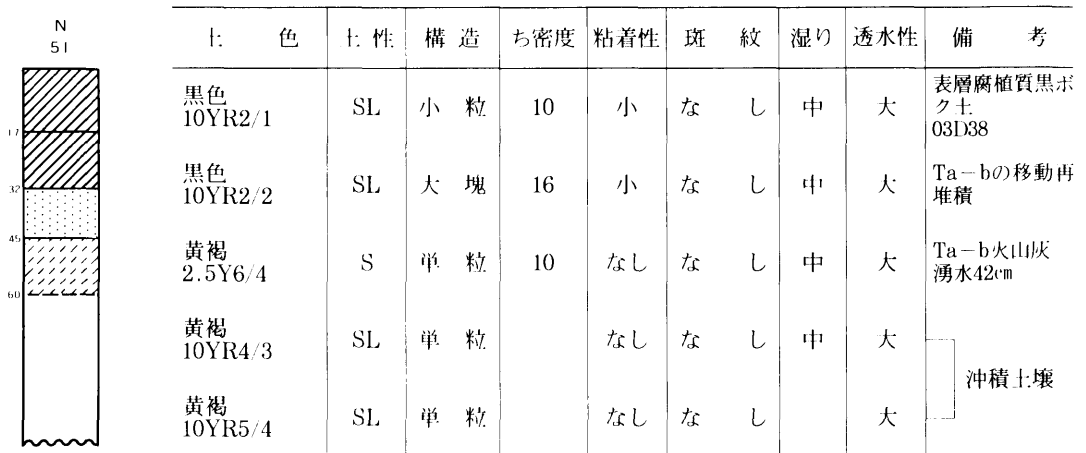 N
51
17
32
45
60
土 色 土 性 構 造 ち密度 粘着性 斑 紋 湿り 透水性 備 考
黒色
10YR2/1 SL 小 粒 10 小 な し 中 大 表層腐植質黒ボ
ク土
03D38
黒色
10YR2/2 SL 大 塊 16 小 な し 中 大 Ta-bの移動再
堆積
黄褐
2.5Y6/4 S 単 粒 10 なし な し 中 大 Ta-b火山灰
湧水42cm
黄褐
10YR4/3 SL 単 粒 なし な し 中 大
沖積土壌
黄褐
10YR5/4 SL 単 粒 なし な し 大